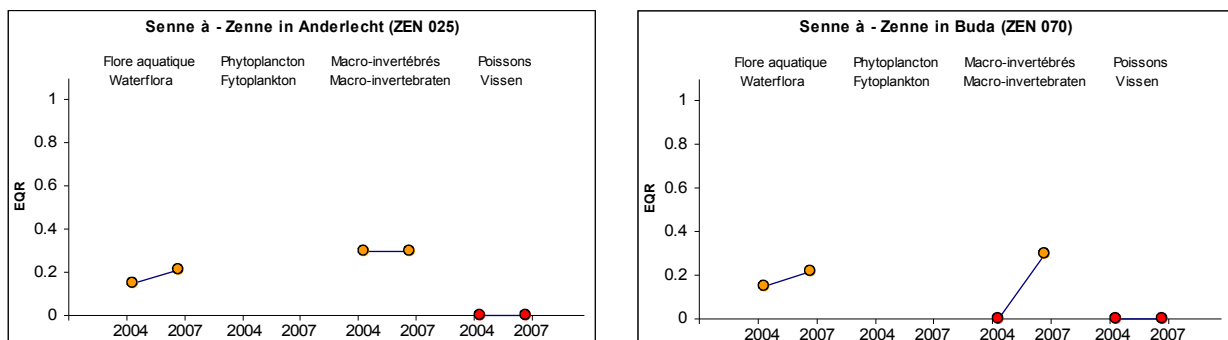 Senne à - Zenne in Anderlecht (ZEN 025)
Flore aquatique Phytoplancton Macro-invertébrés Poissons
Waterflora Fytoplankton Macro-invertebraten Vissen
1
0.8
0.6
0.4
0.2
0
EQR
2004 2007 2004 2007 2004 2007 2004 2007
Senne à - Zenne in Buda (ZEN 070)
Flore aquatique Phytoplancton Macro-invertébrés Poissons
Waterflora Fytoplankton Macro-invertebraten Vissen
1
0.8
0.6
0.4
0.2
0
EQR
2004 2007 2004 2007 2004 2007 2004 2007